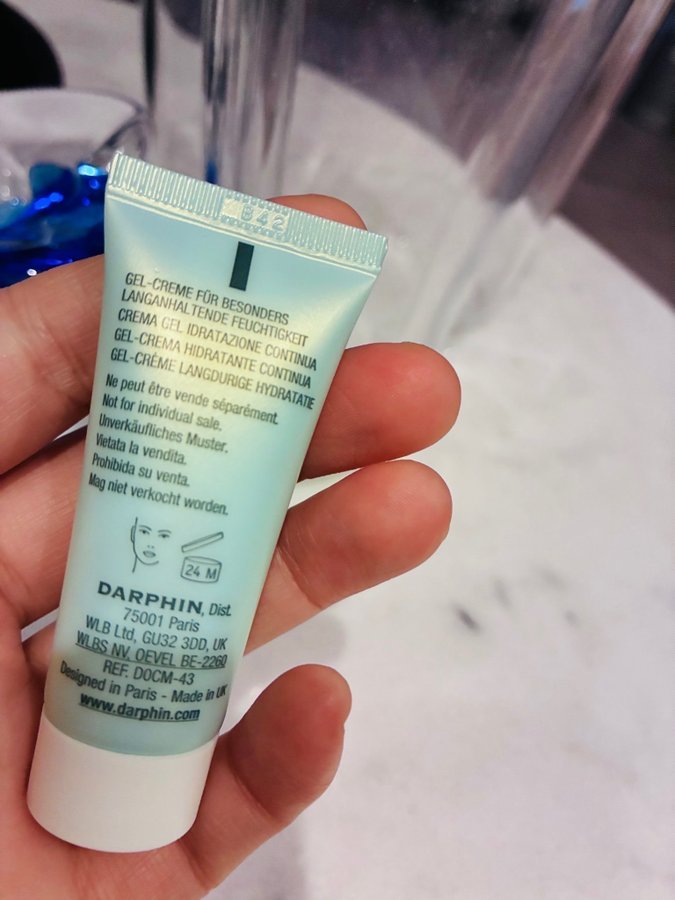 B42
GEL-CREME FÜR BESONDERS
LANGANHALTENDE FEUCHTIGKEIT
CREMA GEL IDRATAZIONE CONTINUA
GEL-CREMA HIDRATANTE CONTINUA
GEL-CRÈME LANGDURIGE HYDRATATIE
Ne peut être vende séparément.
Not for individual sale.
Unverkäufliches Muster.
Vietata la vendita.
Prohibida su venta.
Mag niet verkocht worden.
24 M
DARPHIN, Dist.
75001 Paris
WLB Ltd, GU32 3DD, UK
WLBS NV, OEVEL BE-2260
REF. D0CM-43
Designed in Paris - Made in UK
www.darphin.com